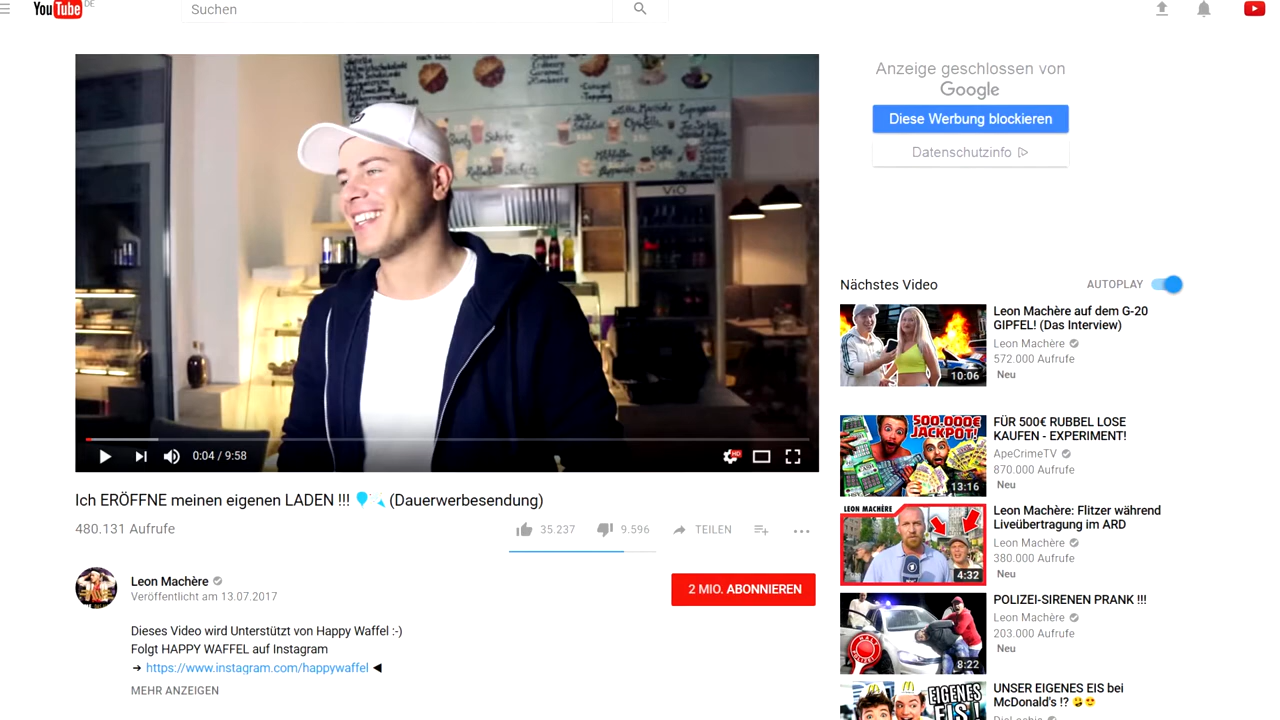 YouTube DE
Suchen
Anzeige geschlossen von
Google
Diese Werbung blockieren
Datenschutzinfo
ViO
HD
0:04 / 9:58
Ich ERÖFFNE meinen eigenen LADEN !!! 🎈🎉 (Dauerwerbesendung)
480.131 Aufrufe
35.237
9.596
TEILEN
Leon Machère
Veröffentlicht am 13.07.2017
2 MIO. ABONNIEREN
Dieses Video wird Unterstützt von Happy Waffel :-)
Folgt HAPPY WAFFEL auf Instagram
➔ https://www.instagram.com/happywaffel ◀
MEHR ANZEIGEN
Nächstes Video
AUTOPLAY
10:06
Leon Machère auf dem G-20
GIPFEL! (Das Interview)
Leon Machère
572.000 Aufrufe
Neu
500.000€
JACKPOT!
13:16
FÜR 500€ RUBBEL LOSE
KAUFEN - EXPERIMENT!
ApeCrimeTV
870.000 Aufrufe
Neu
LEON MACHÈRE
4:32
Leon Machère: Flitzer während
Liveübertragung im ARD
Leon Machère
380.000 Aufrufe
Neu
HALT
POLIZEI
8:22
POLIZEI-SIRENEN PRANK !!!
Leon Machère
203.000 Aufrufe
Neu
EIGENES
EIS!
UNSER EIGENES EIS bei
McDonald's !? 🤪😍